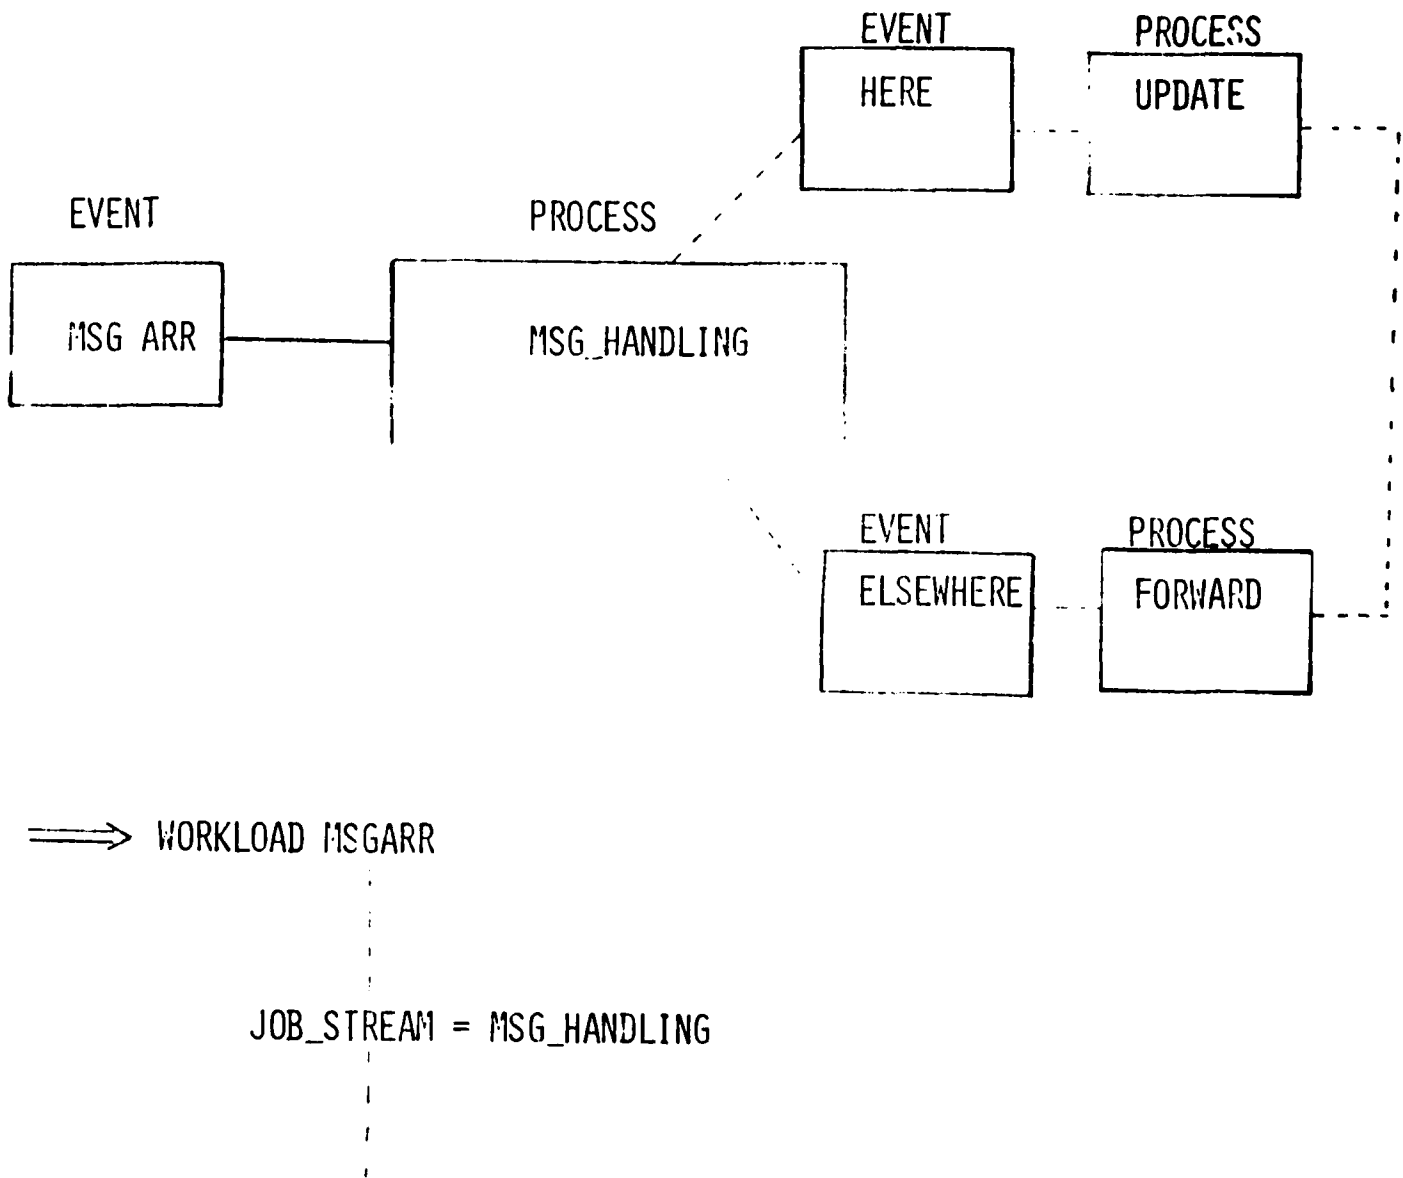 EVENT
PROCESS
HERE
UPDATE
EVENT
PROCESS
MSG ARR
MSG_HANDLING
EVENT
PROCESS
ELSEWHERE
FORWARD
WORKLOAD MSGARR
JOB_STREAM = MSG_HANDLING